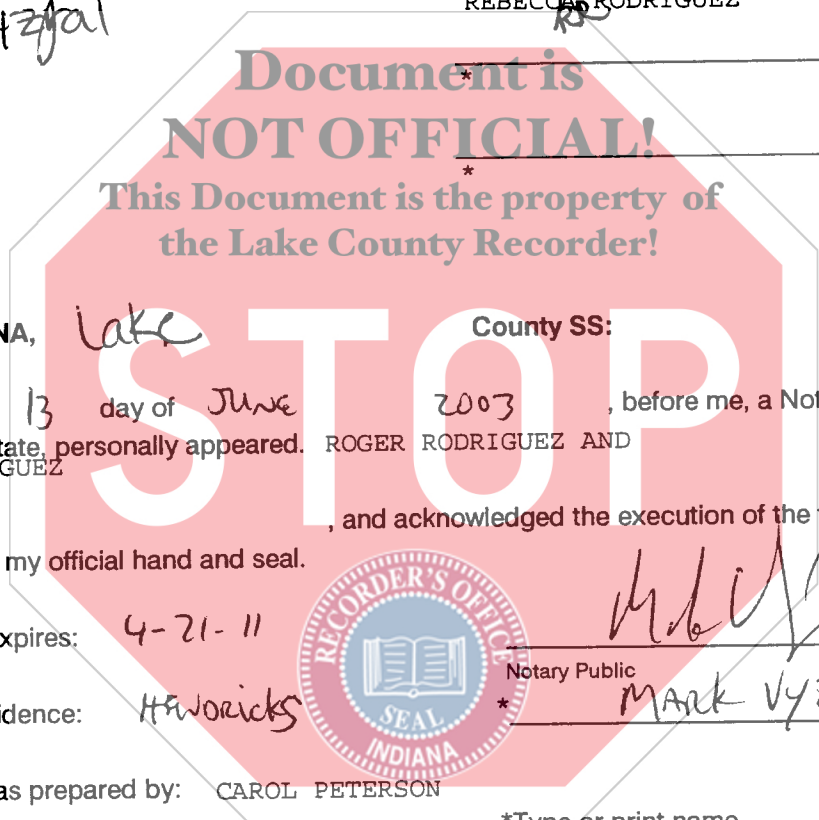 REBECCA RODRIGUEZ
RR
*
*
Document is
NOT OFFICIAL!
This Document is the property of
the Lake County Recorder!
STOP
NA, Lake County SS:
13 day of JUNE 2003 , before me, a Not
tate, personally appeared. ROGER RODRIGUEZ AND
GUEZ
, and acknowledged the execution of the
my official hand and seal.
xpires: 4-21-11
Notary Public
idence: HENDRICKS * MARK VYZ
RECORDER'S OFFICE
SEAL
INDIANA
as prepared by: CAROL PETERSON
*Type or print name